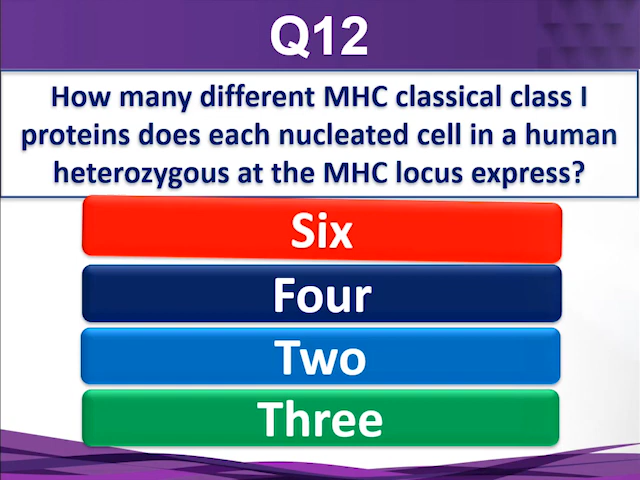 Q12
How many different MHC classical class I
proteins does each nucleated cell in a human
heterozygous at the MHC locus express?
Six
Four
Two
Three